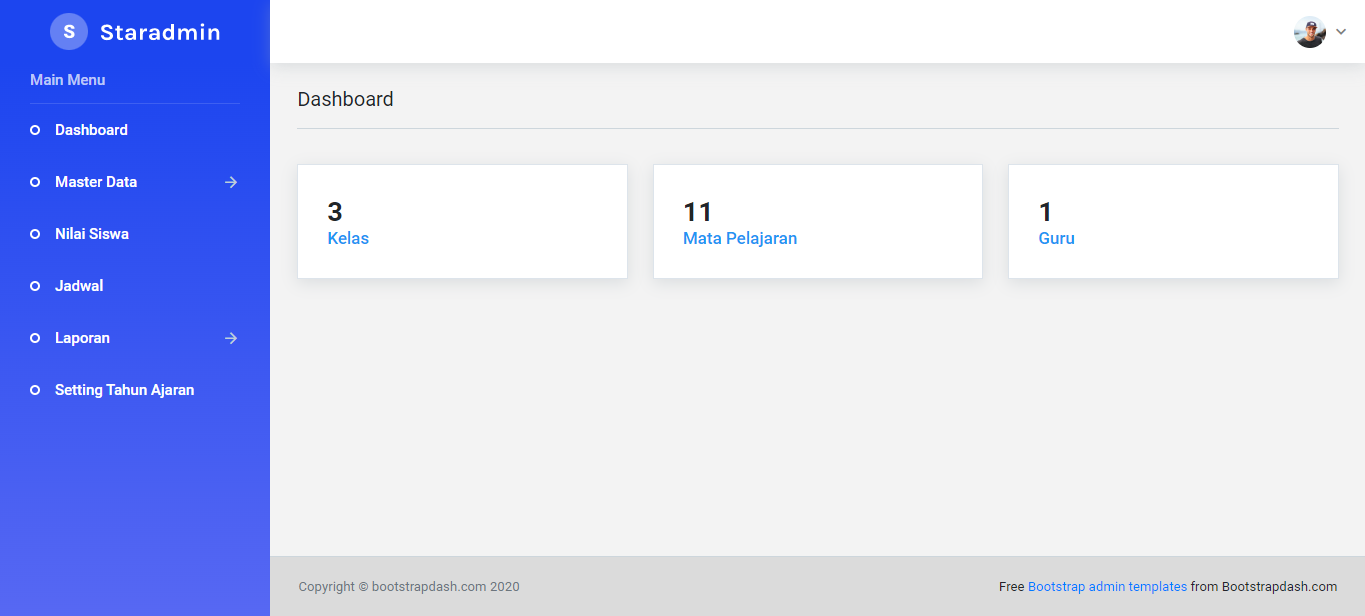 S Staradmin
Main Menu
Dashboard
Master Data
Nilai Siswa
Jadwal
Laporan
Setting Tahun Ajaran
Dashboard
3
Kelas
11
Mata Pelajaran
1
Guru
Copyright © bootstrapdash.com 2020
Free Bootstrap admin templates from Bootstrapdash.com